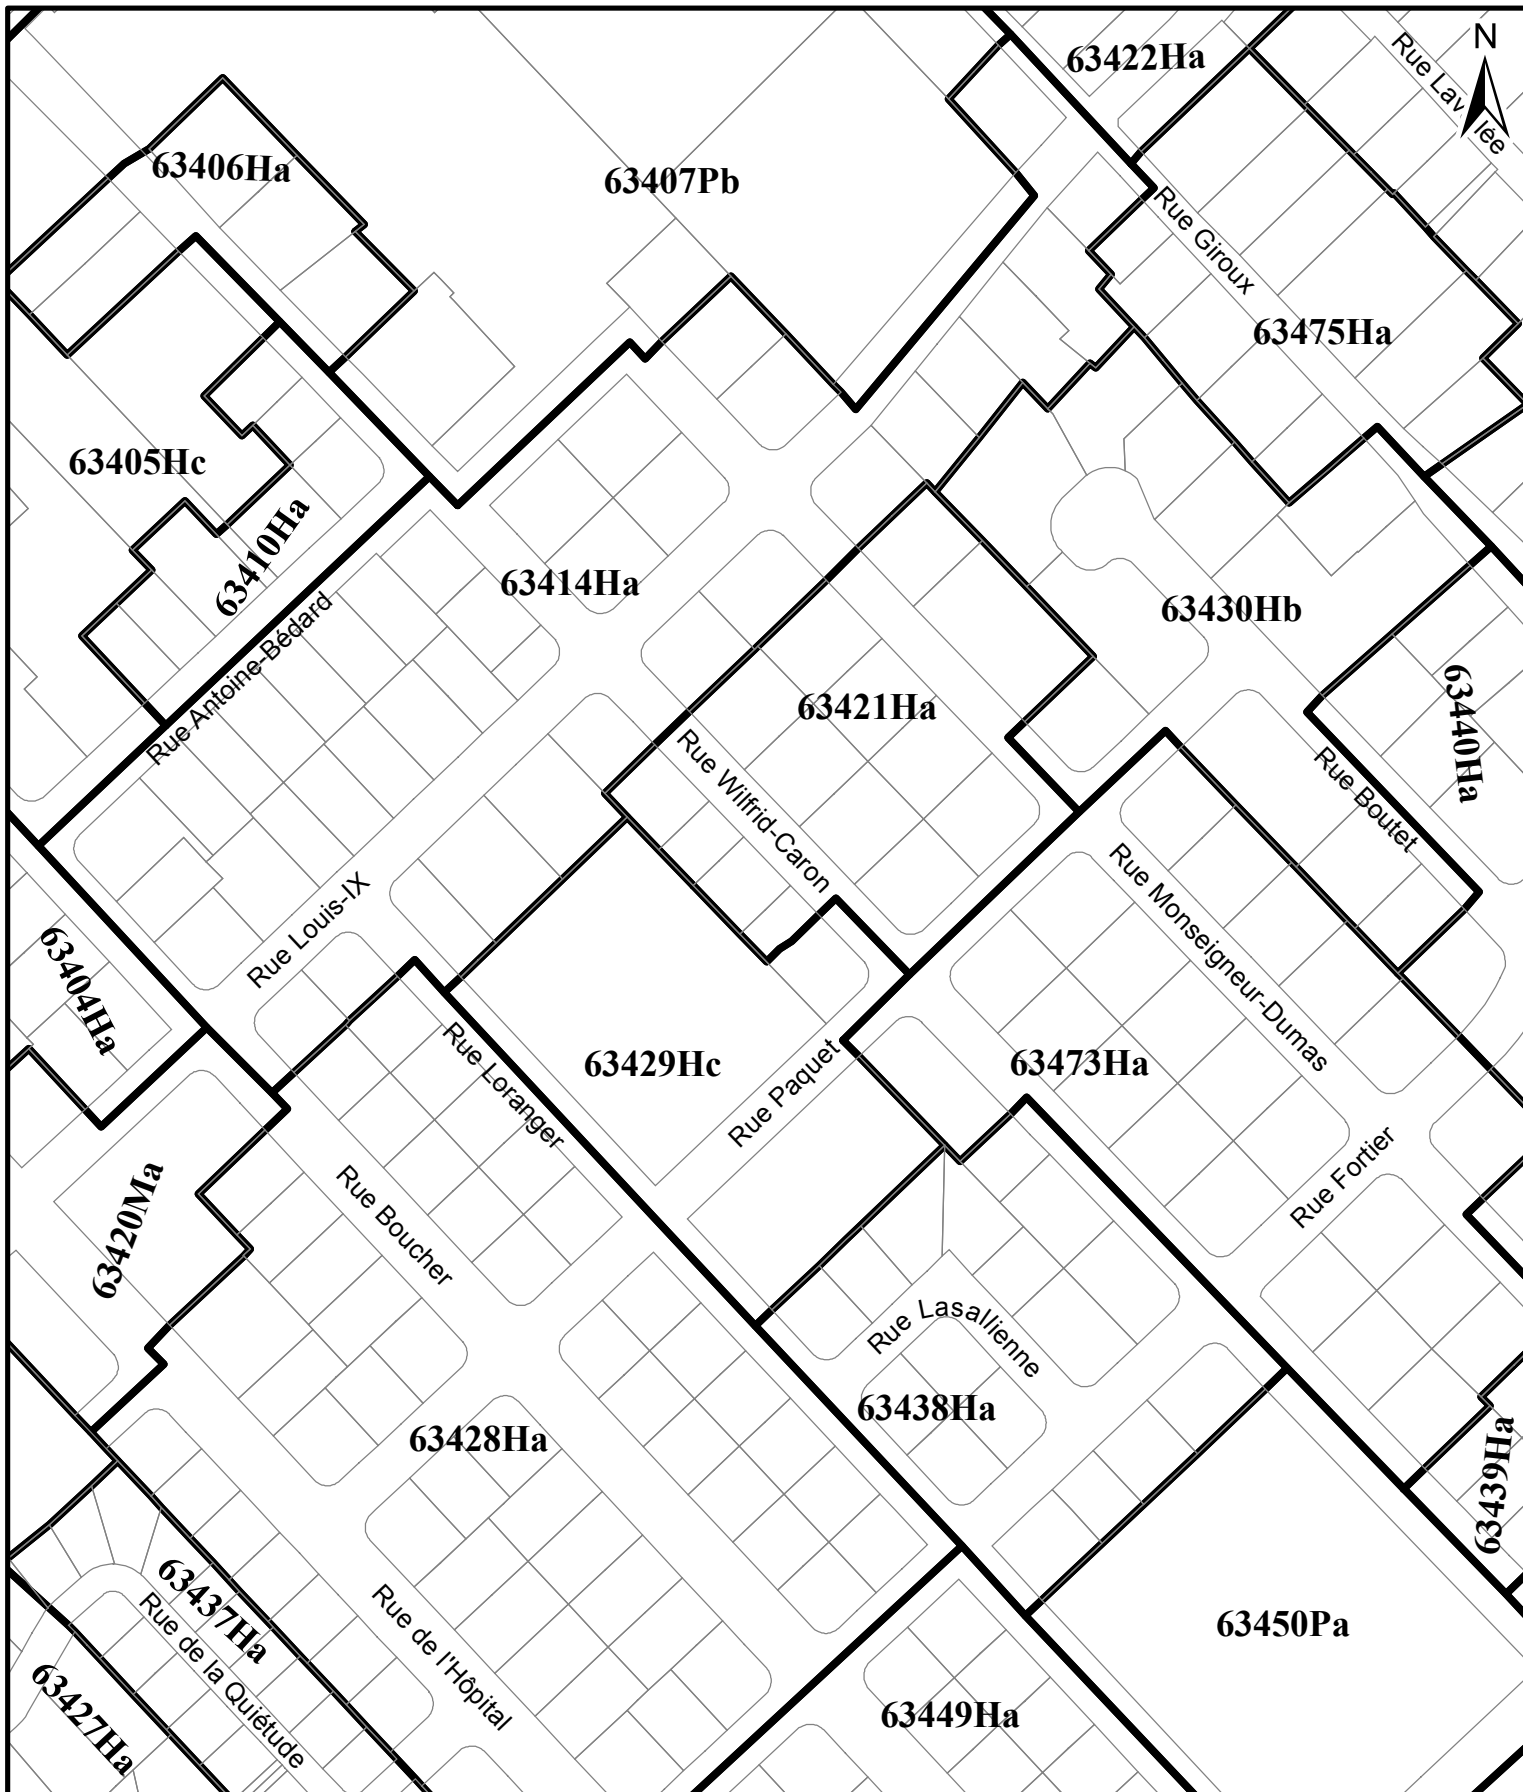 N
63422Ha
Rue Lavallée
63406Ha
63407Pb
Rue Giroux
63475Ha
63405Hc
63410Ha
63414Ha
63430Hb
Rue Antoine-Bédard
63421Ha
63440Ha
Rue Wilfrid-Caron
Rue Boutet
Rue Louis-IX
Rue Monseigneur-Dumas
63404Ha
Rue Loranger
63429Hc
Rue Paquet
63473Ha
63420Ma
Rue Boucher
Rue Fortier
Rue Lasallienne
63438Ha
63428Ha
63439Ha
63437Ha
Rue de la Quiétude
Rue de l'Hôpital
63450Pa
63427Ha
63449Ha